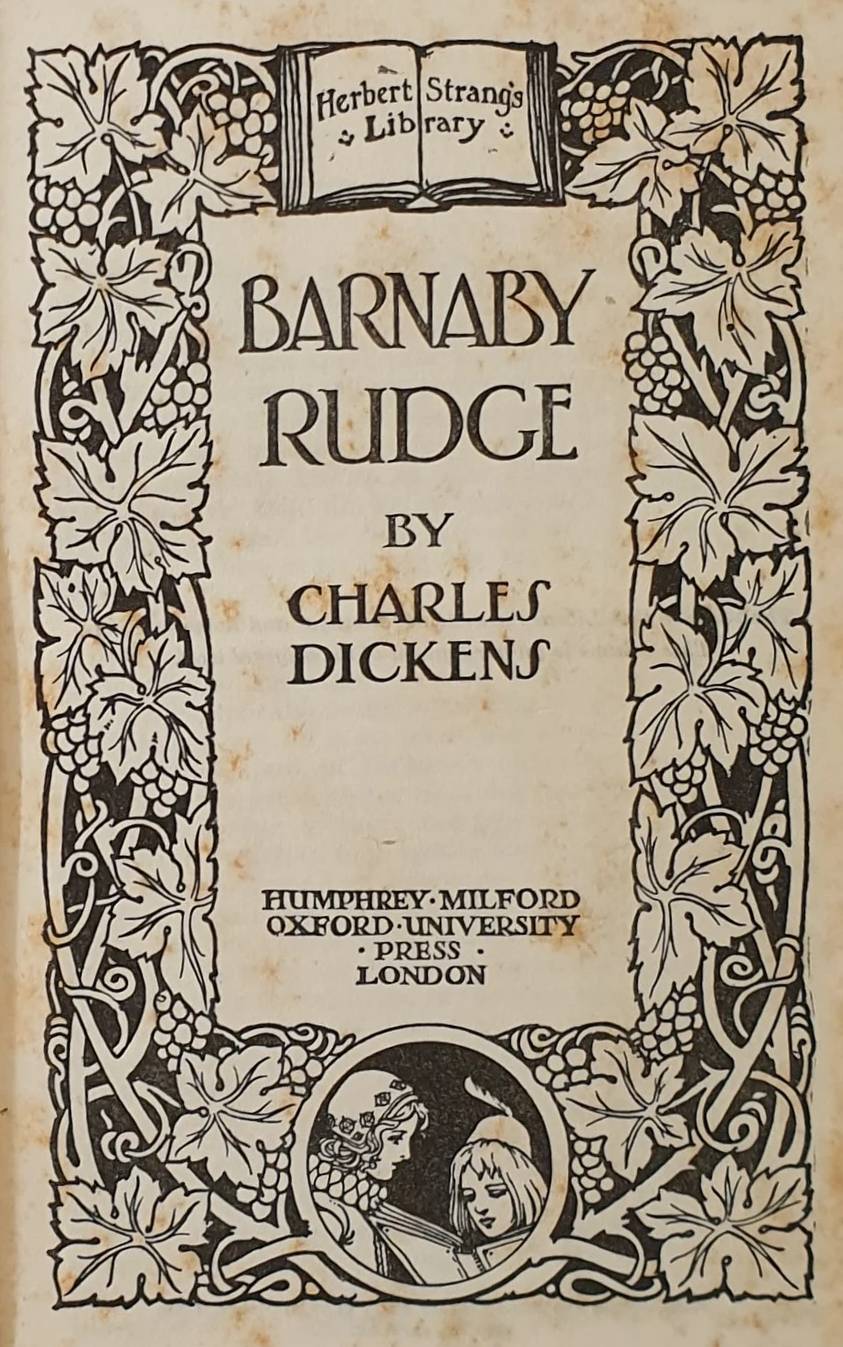 Herbert Strang's
Library
BARNABY
RUDGE
BY
CHARLES
DICKENS
HUMPHREY·MILFORD
OXFORD·UNIVERSITY
·PRESS·
LONDON